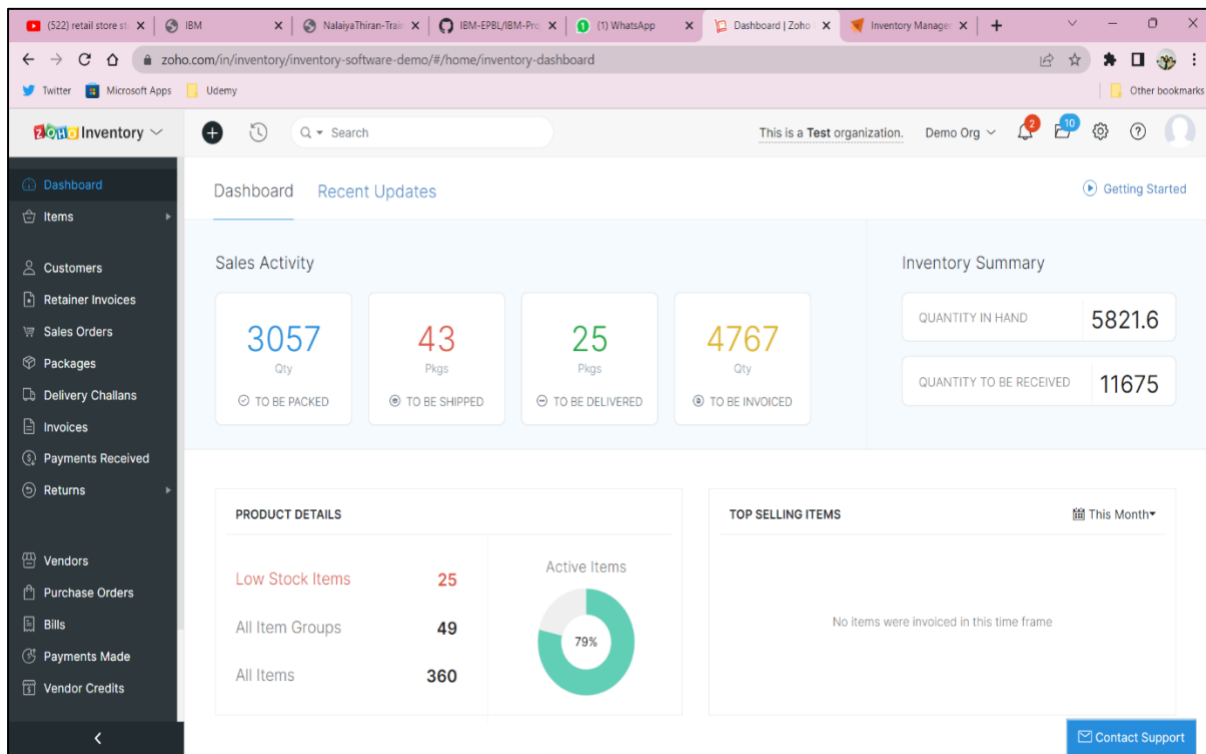 (522) retail store st
IBM
NalaiyaThiran-Train
IBM-EPBL/IBM-Pro
1 (1) WhatsApp
Dashboard | Zoho
Inventory Manage
zoho.com/in/inventory/inventory-software-demo/#/home/inventory-dashboard
Twitter
Microsoft Apps
Udemy
Other bookmarks
ZOHO Inventory
Search
This is a Test organization.
Demo Org
2
10
Dashboard
Items
Customers
Retainer Invoices
Sales Orders
Packages
Delivery Challans
Invoices
Payments Received
Returns
Vendors
Purchase Orders
Bills
Payments Made
Vendor Credits
Dashboard
Recent Updates
Getting Started
Sales Activity
3057
Qty
TO BE PACKED
43
Pkgs
TO BE SHIPPED
25
Pkgs
TO BE DELIVERED
4767
Qty
TO BE INVOICED
Inventory Summary
QUANTITY IN HAND 5821.6
QUANTITY TO BE RECEIVED 11675
PRODUCT DETAILS
Low Stock Items 25
All Item Groups 49
All Items 360
Active Items
79%
TOP SELLING ITEMS
This Month
No items were invoiced in this time frame
Contact Support